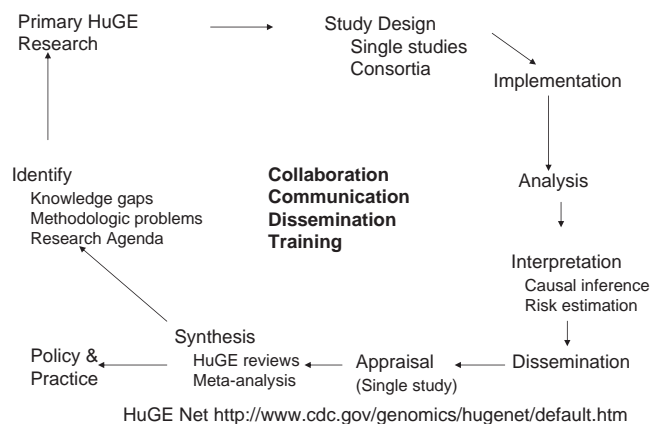 Primary HuGE
Research
Study Design
Single studies
Consortia
Implementation
Identify
Knowledge gaps
Methodologic problems
Research Agenda
Collaboration
Communication
Dissemination
Training
Analysis
Interpretation
Causal inference
Risk estimation
Synthesis
HuGE reviews
Meta-analysis
Policy &
Practice
Appraisal
(Single study)
Dissemination
HuGE Net http://www.cdc.gov/genomics/hugenet/default.htm